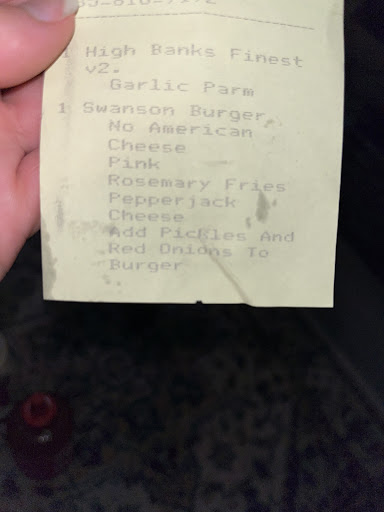 1 High Banks Finest
v2.
Garlic Parm
1 Swanson Burger
No American
Cheese
Pink
Rosemary Fries
Pepperjack
Cheese
Add Pickles And
Red Onions To
Burger